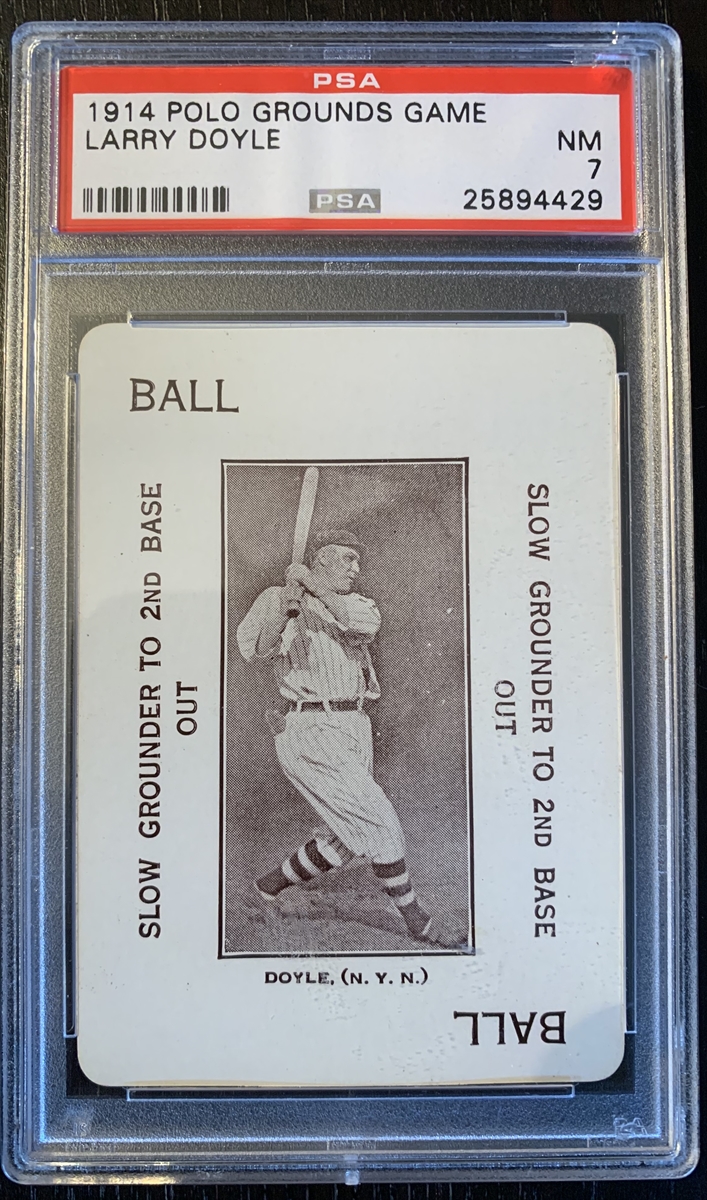 PSA
1914 POLO GROUNDS GAME
LARRY DOYLE
NM
7
PSA
25894429
BALL
SLOW GROUNDER TO 2ND BASE
OUT
SLOW GROUNDER TO 2ND BASE
OUT
DOYLE, (N. Y. N.)
BALL